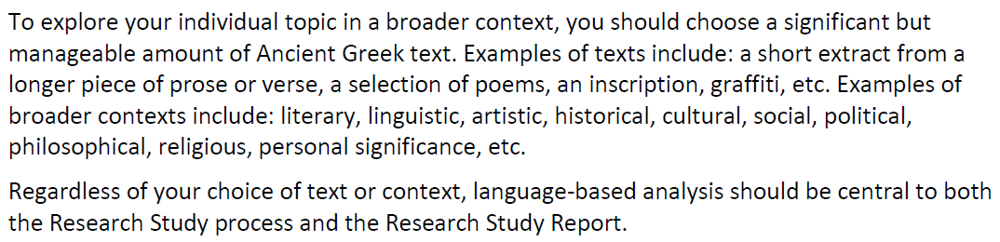 To explore your individual topic in a broader context, you should choose a significant but
manageable amount of Ancient Greek text. Examples of texts include: a short extract from a
longer piece of prose or verse, a selection of poems, an inscription, graffiti, etc. Examples of
broader contexts include: literary, linguistic, artistic, historical, cultural, social, political,
philosophical, religious, personal significance, etc.
Regardless of your choice of text or context, language-based analysis should be central to both
the Research Study process and the Research Study Report.